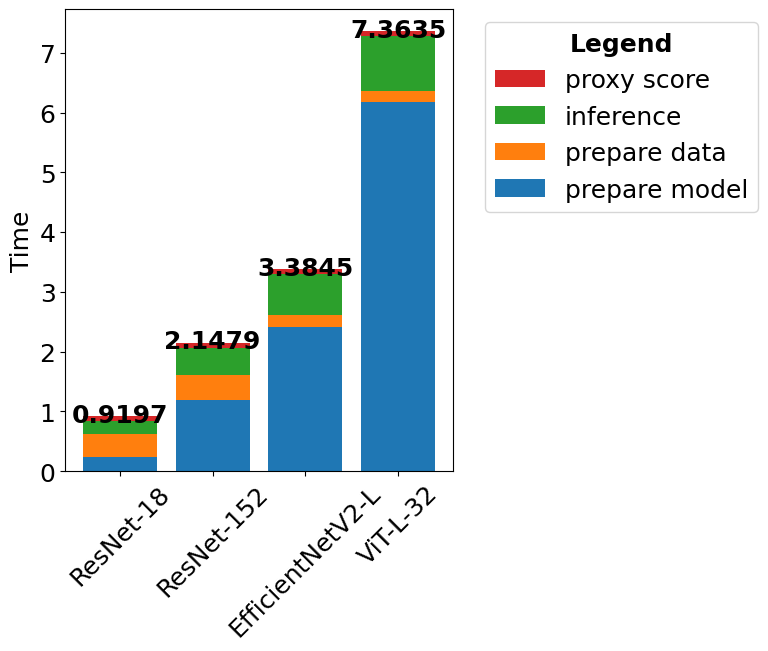 7.3635
3.3845
2.1479
0.9197
7
6
5
4
3
2
1
0
Time
ResNet-18
ResNet-152
EfficientNetV2-L
ViT-L-32
Legend
proxy score
inference
prepare data
prepare model